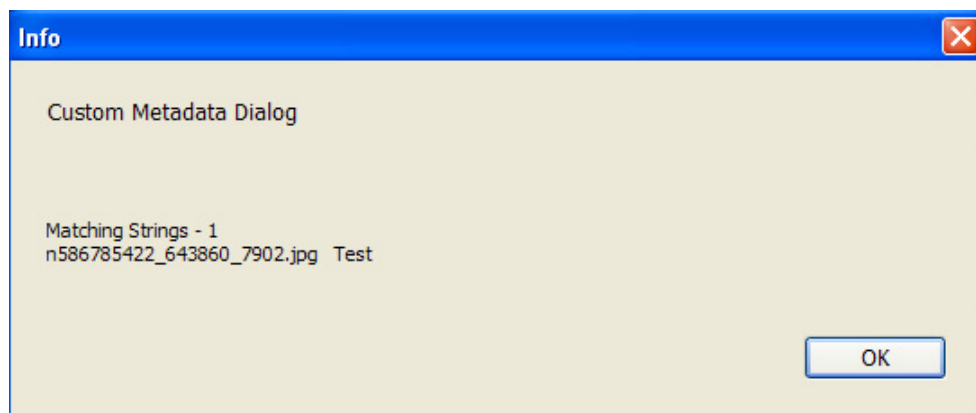 Info
Custom Metadata Dialog
Matching Strings - 1
n586785422_643860_7902.jpg Test
OK